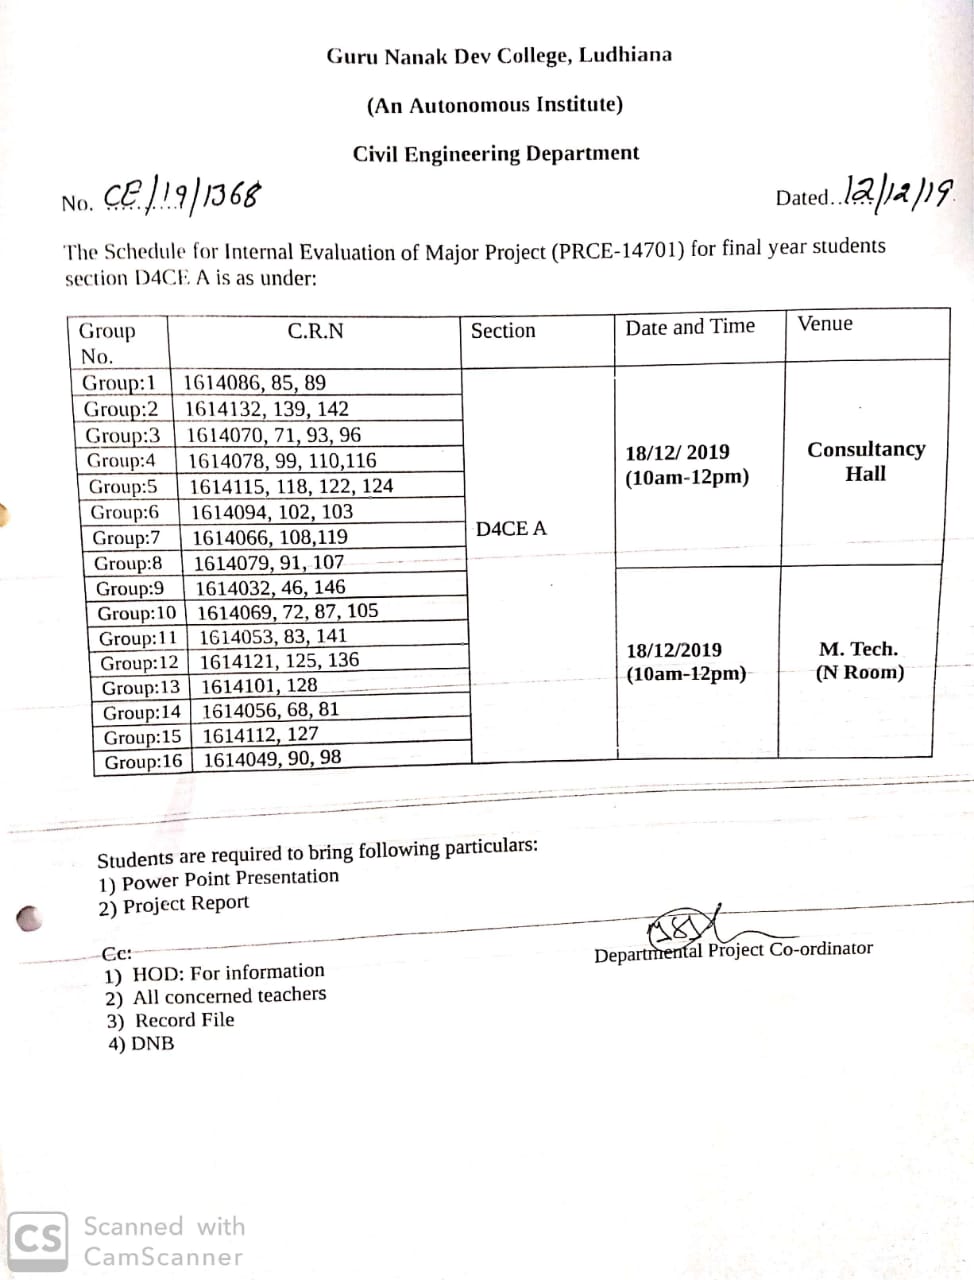 Guru Nanak Dev College, Ludhiana
(An Autonomous Institute)
Civil Engineering Department
No. CE/19/1368 Dated..12/12/19
The Schedule for Internal Evaluation of Major Project (PRCE-14701) for final year students
section D4CE A is as under:
Group No. C.R.N Section Date and Time Venue
Group:1 1614086, 85, 89
Group:2 1614132, 139, 142
Group:3 1614070, 71, 93, 96
Group:4 1614078, 99, 110,116
Group:5 1614115, 118, 122, 124
Group:6 1614094, 102, 103
Group:7 1614066, 108,119
Group:8 1614079, 91, 107
Group:9 1614032, 46, 146
Group:10 1614069, 72, 87, 105
Group:11 1614053, 83, 141
Group:12 1614121, 125, 136
Group:13 1614101, 128
Group:14 1614056, 68, 81
Group:15 1614112, 127
Group:16 1614049, 90, 98
D4CE A
18/12/ 2019
(10am-12pm)
Consultancy
Hall
18/12/2019
(10am-12pm)
M. Tech.
(N Room)
Students are required to bring following particulars:
1) Power Point Presentation
2) Project Report
Departmental Project Co-ordinator
Cc:
1) HOD: For information
2) All concerned teachers
3) Record File
4) DNB
CS Scanned with
CamScanner